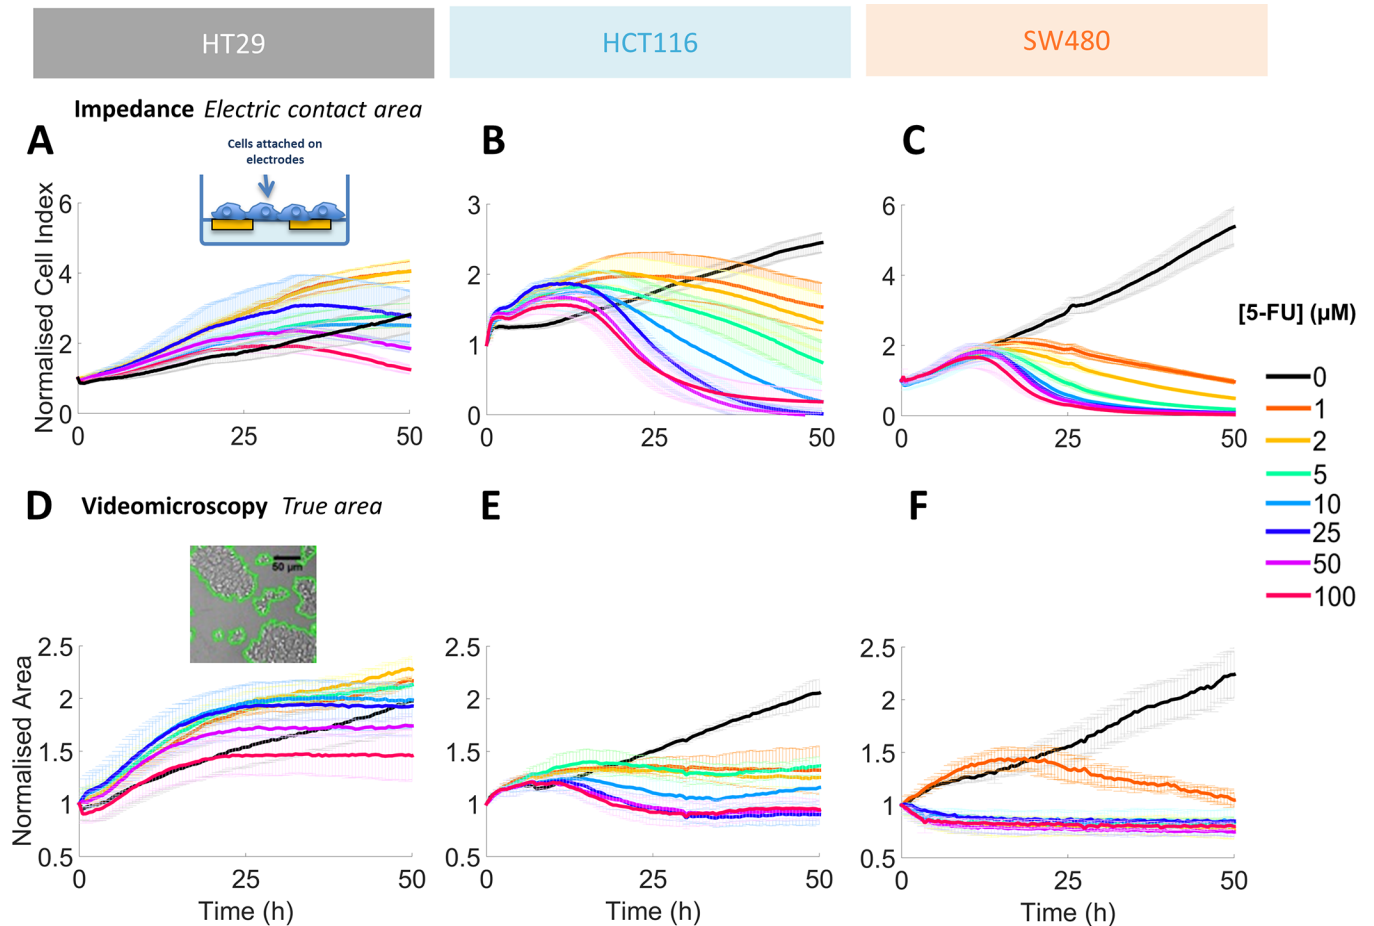 HT29
HCT116
SW480
Impedance Electric contact area
A
B
C
Cells attached on
electrodes
Normalised Cell Index
6
4
2
0
0
25
50
3
2
1
0
0
25
50
6
4
2
0
0
25
50
[5-FU] (µM)
0
1
2
5
10
25
50
100
D
Videomicroscopy True area
E
F
50 µm
Normalised Area
2.5
2
1.5
1
0.5
0
25
50
Time (h)
2.5
2
1.5
1
0.5
0
25
50
Time (h)
2.5
2
1.5
1
0.5
0
25
50
Time (h)